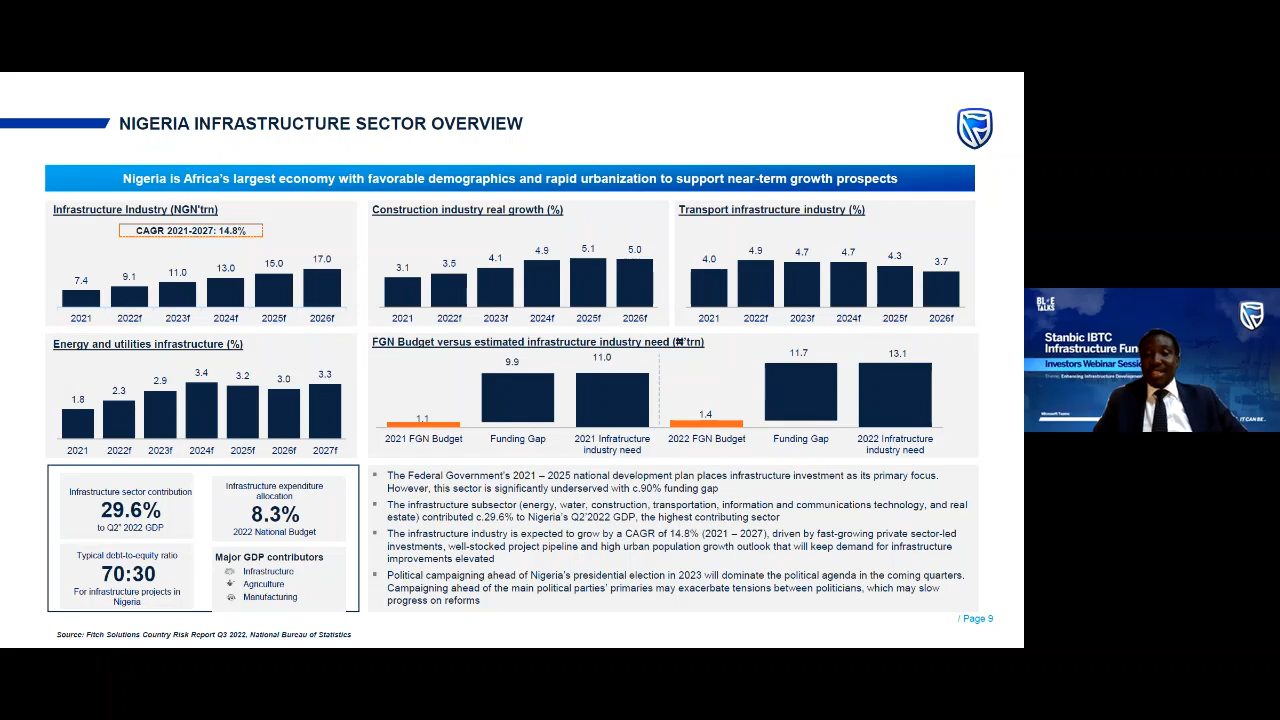 NIGERIA INFRASTRUCTURE SECTOR OVERVIEW
Nigeria is Africa's largest economy with favorable demographics and rapid urbanization to support near-term growth prospects
Infrastructure Industry (NGN'trn)
CAGR 2021-2027: 14.8%
7.4 9.1 11.0 13.0 15.0 17.0
2021 2022f 2023f 2024f 2025f 2026f
Construction industry real growth (%)
3.1 3.5 4.1 4.9 5.1 5.0
2021 2022f 2023f 2024f 2025f 2026f
Transport infrastructure industry (%)
4.0 4.9 4.7 4.7 4.3 3.7
2021 2022f 2023f 2024f 2025f 2026f
Energy and utilities infrastructure (%)
1.8 2.3 2.9 3.4 3.2 3.0 3.3
2021 2022f 2023f 2024f 2025f 2026f 2027f
FGN Budget versus estimated infrastructure industry need (₦'trn)
1.1 9.9 11.0 1.4 11.7 13.1
2021 FGN Budget Funding Gap 2021 Infratructure 2022 FGN Budget Funding Gap 2022 Infatructure
industry need industry need
Infrastructure sector contribution
29.6%
to Q2" 2022 GDP
Infrastructure expenditure
allocation
8.3%
2022 National Budget
Typical debt-to-equity ratio
70:30
For infrastructure projects in
Nigeria
Major GDP contributors
Infrastructure
Agriculture
Manufacturing
The Federal Government's 2021 – 2025 national development plan places infrastructure investment as its primary focus.
However, this sector is significantly underserved with c.90% funding gap
The infrastructure subsector (energy, water, construction, transportation, information and communications technology, and real
estate) contributed c.29.6% to Nigeria's Q2'2022 GDP, the highest contributing sector
The infrastructure industry is expected to grow by a CAGR of 14.8% (2021 – 2027), driven by fast-growing private sector-led
investments, well-stocked project pipeline and high urban population growth outlook that will keep demand for infrastructure
improvements elevated
Political campaigning ahead of Nigeria's presidential election in 2023 will dominate the political agenda in the coming quarters.
Campaigning ahead of the main political parties' primaries may exacerbate tensions between politicians, which may slow
progress on reforms
/ Page 9
Source: Fitch Solutions Country Risk Report Q3 2022, National Bureau of Statistics
BLUE
TALKS
Stanbic IBTC
Infrastructure Fun
Investors Webinar Sessi
Enhancing Infrastructure Development
Microsoft Teams
IT CAN BE